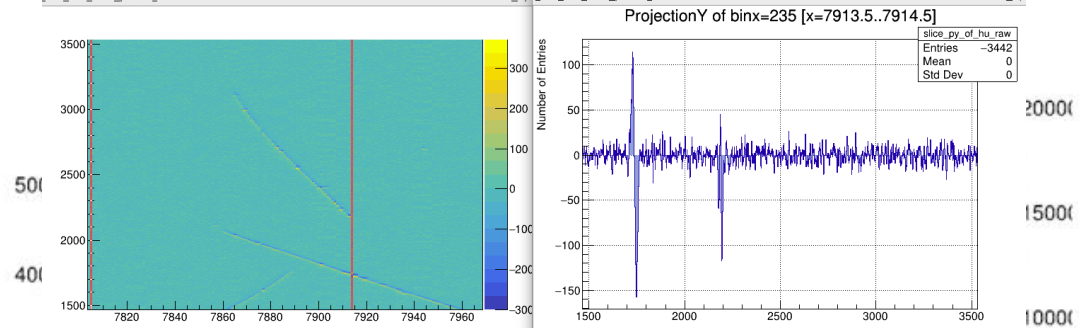 ProjectionY of binx=235 [x=7913.5..7914.5]
slice_py_of_hu_raw
Entries −3442
Mean 0
Std Dev 0
Number of Entries
100
50
0
−50
−100
−150
1500 2000 2500 3000 3500
3500
3000
2500
2000
1500
7820 7840 7860 7880 7900 7920 7940 7960
300
200
100
0
−100
−200
−300
20000
15000
10000